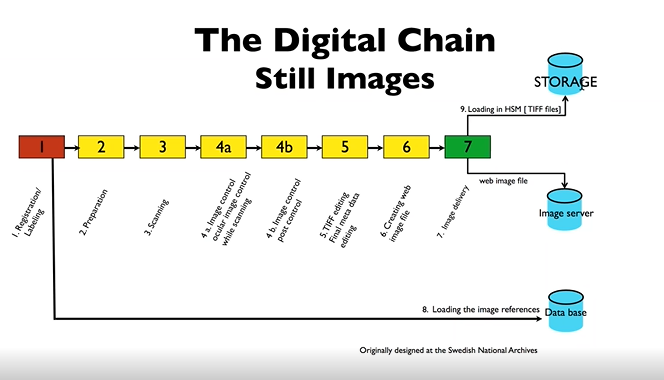 The Digital Chain
Still Images
STORAGE
9. Loading in HSM [ TIFF files]
1
2
3
4a
4b
5
6
7
web image file
Image server
1. Registration/
Labeling
2. Preparation
3. Scanning
4 a. Image control
ocular image control
while scanning
4 b. Image control
post control
5. TIFF editing
Final meta data
editing
6. Creating web
image file
7. Image delivery
8. Loading the image references
Data base
Originally designed at the Swedish National Archives